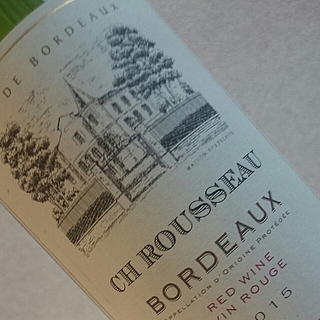 DE BORDEAUX
CH ROUSSEAU
BORDEAUX
APPELLATION D'ORIGINE PROTÉGÉE
RED WINE
VIN ROUGE
2015